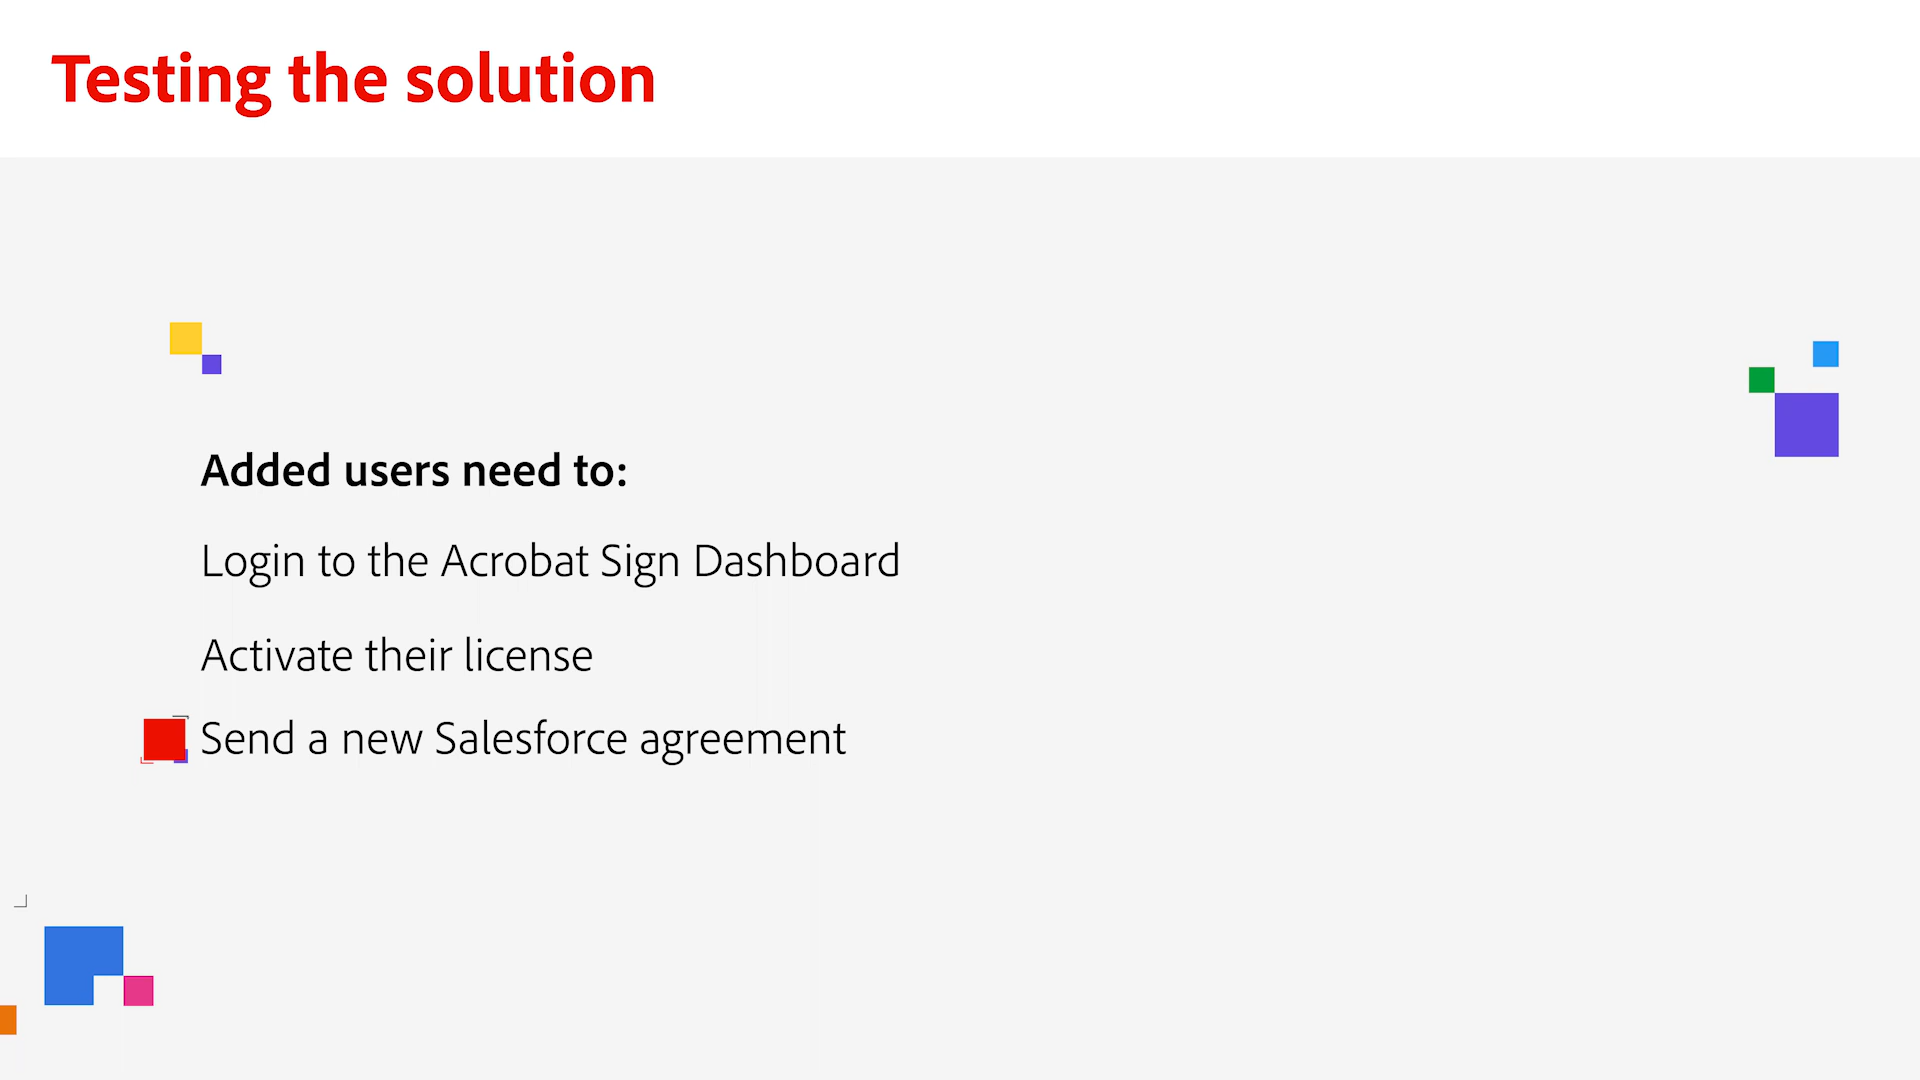 Testing the solution
Added users need to:
Login to the Acrobat Sign Dashboard
Activate their license
Send a new Salesforce agreement